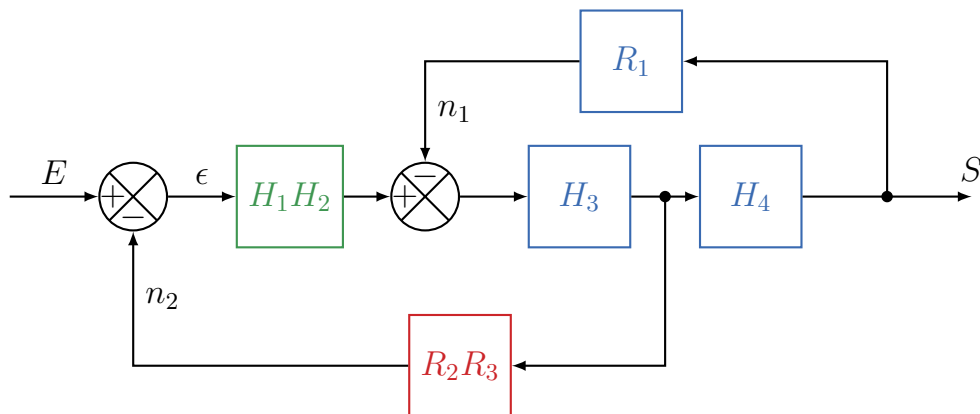 R₁
n₁
E
ϵ
S
+
−
H₁H₂
+
−
H₃
H₄
n₂
R₂R₃